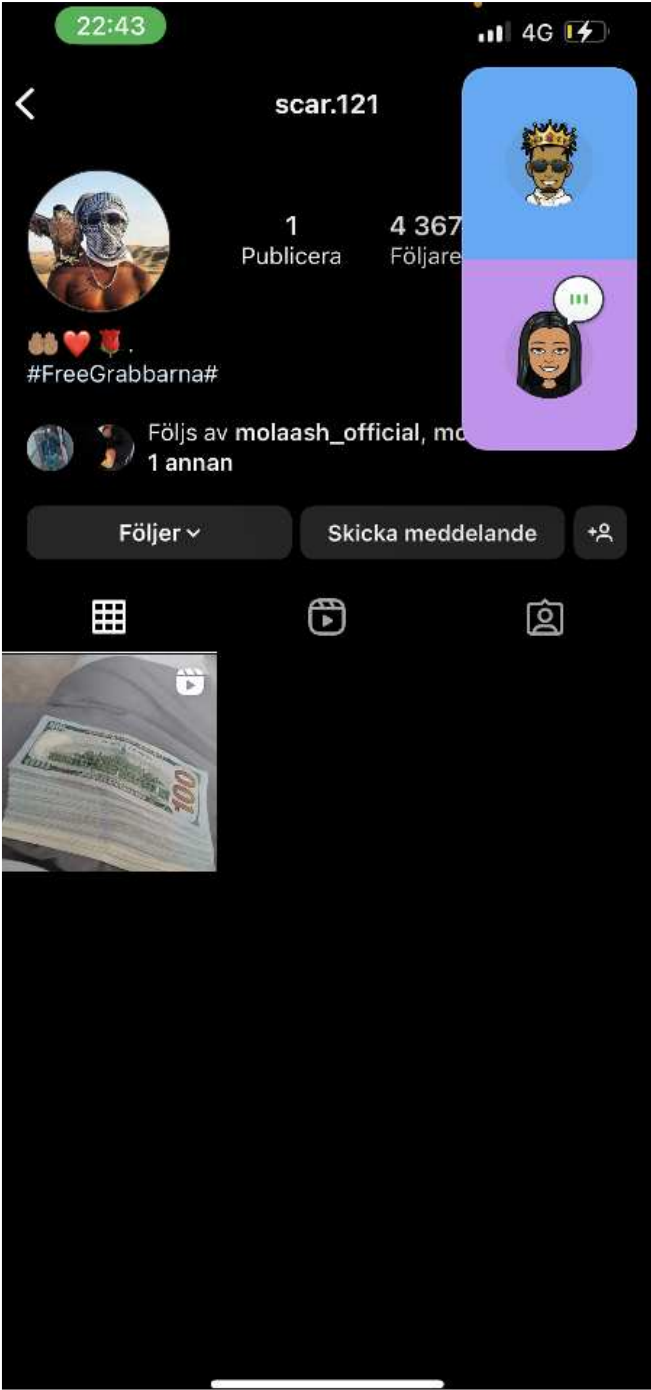 22:43
4G
scar.121
1
4 367
Publicera
Följare
#FreeGrabbarna#
Följs av molaash_official,
1 annan
Följer
Skicka meddelande
100